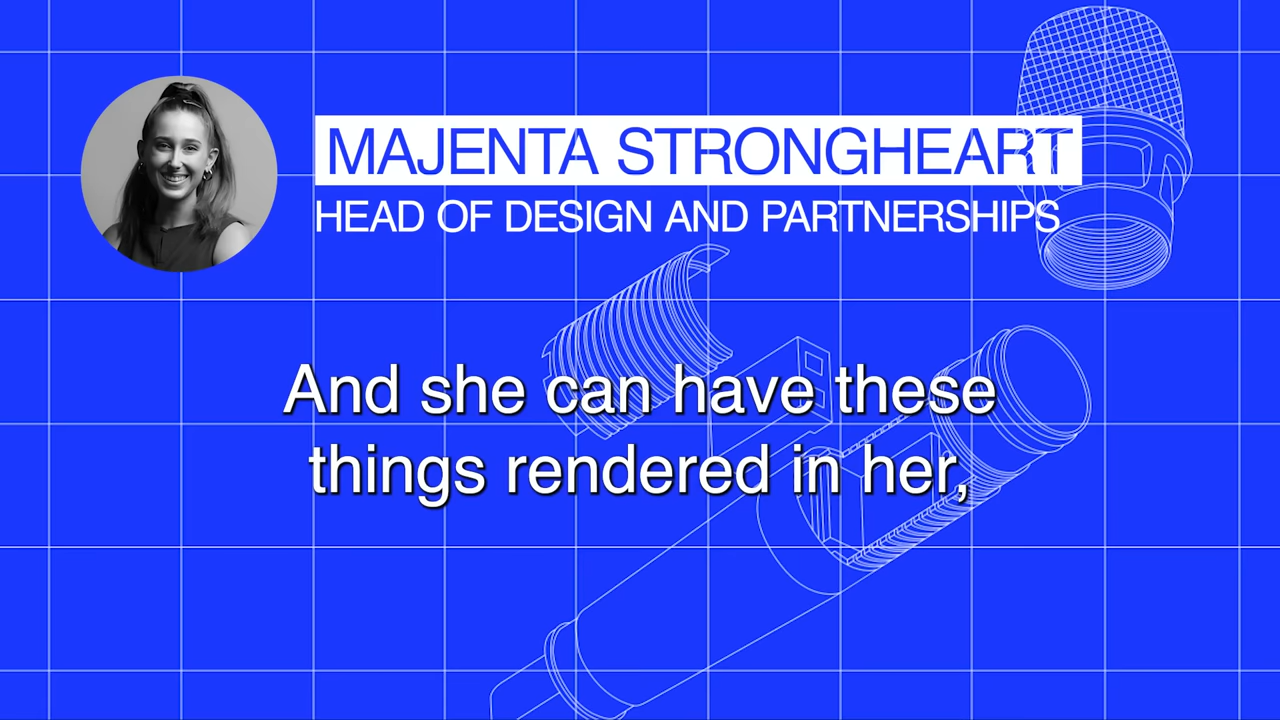 MAJENTA STRONGHEART
HEAD OF DESIGN AND PARTNERSHIPS
And she can have these
things rendered in her,